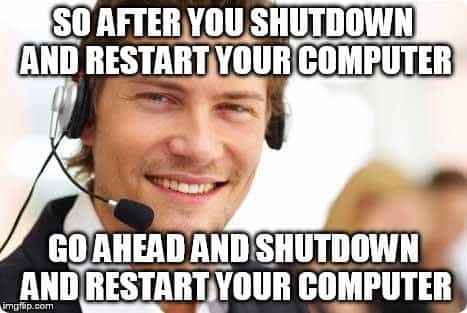 SO AFTER YOU SHUTDOWN
AND RESTART YOUR COMPUTER
GO AHEAD AND SHUTDOWN
AND RESTART YOUR COMPUTER
imgflip.com